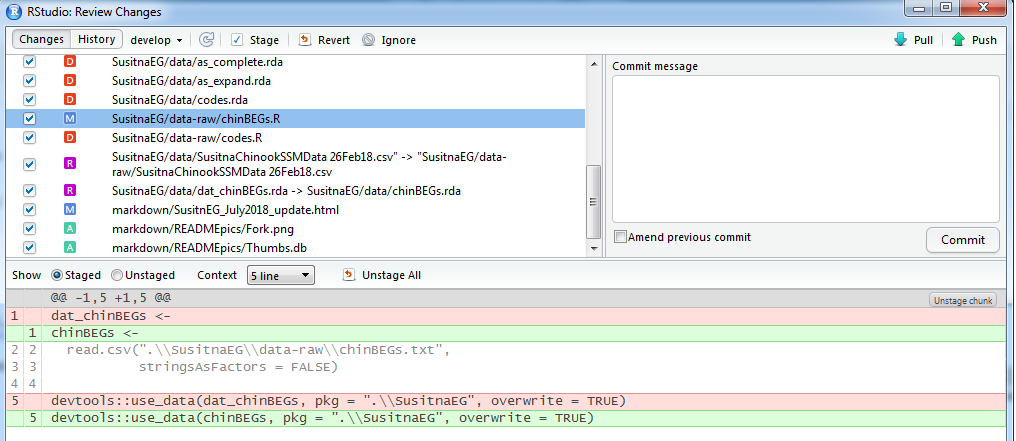 RStudio: Review Changes
Changes History develop Stage Revert Ignore Pull Push
D SusitnaEG/data/as_complete.rda
D SusitnaEG/data/as_expand.rda
D SusitnaEG/data/codes.rda
M SusitnaEG/data-raw/chinBEGs.R
D SusitnaEG/data-raw/codes.R
R SusitnaEG/data/SusitnaChinookSSMData 26Feb18.csv" -> "SusitnaEG/data-
raw/SusitnaChinookSSMData 26Feb18.csv
R SusitnaEG/data/dat_chinBEGs.rda -> SusitnaEG/data/chinBEGs.rda
M markdown/SusitnEG_July2018_update.html
A markdown/READMEpics/Fork.png
A markdown/READMEpics/Thumbs.db
Commit message
Amend previous commit
Commit
Show Staged Unstaged Context 5 line Unstage All
@@ -1,5 +1,5 @@ Unstage chunk
1 dat_chinBEGs <-
1 chinBEGs <-
2 2 read.csv(".\\SusitnaEG\\data-raw\\chinBEGs.txt",
3 3 stringsAsFactors = FALSE)
4 4
5 devtools::use_data(dat_chinBEGs, pkg = ".\\SusitnaEG", overwrite = TRUE)
5 devtools::use_data(chinBEGs, pkg = ".\\SusitnaEG", overwrite = TRUE)